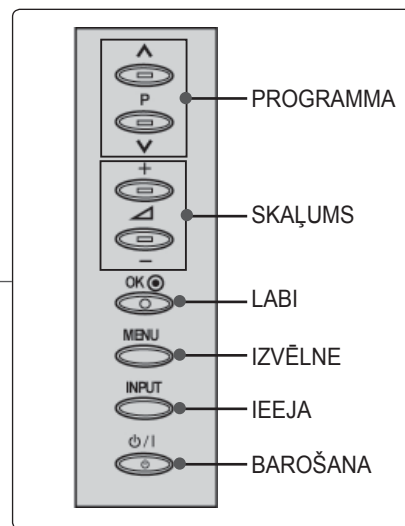 P
PROGRAMMA
+
SKAĻUMS
−
OK
LABI
MENU
IZVĒLNE
INPUT
IEEJA
⏻/I
BAROŠANA